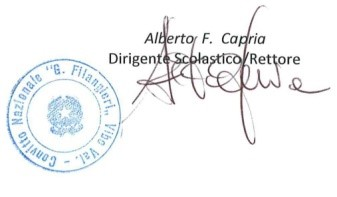 Alberto F. Capria
Dirigente Scolastico/Rettore
Convitto Nazionale "G. Filangieri" Vibo Val. -